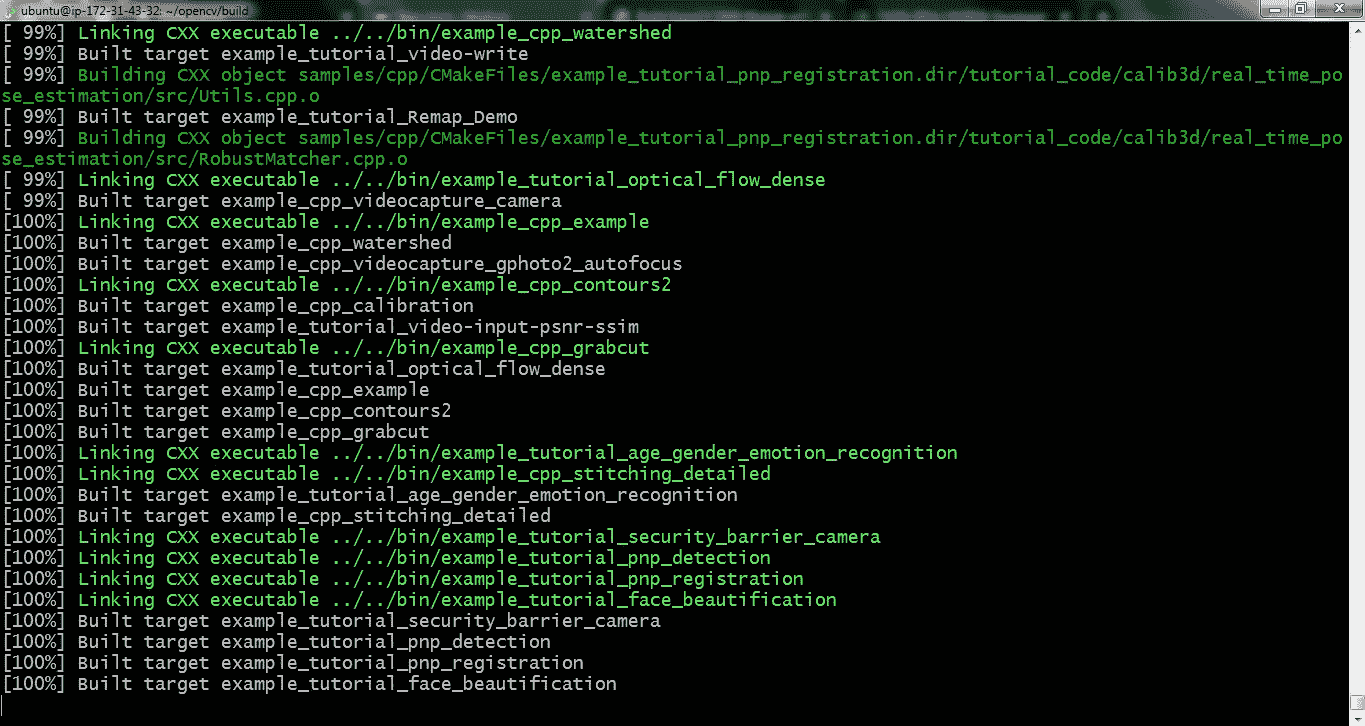 ubuntu@ip-172-31-43-32: ~/opencv/build
[ 99%] Linking CXX executable ../../bin/example_cpp_watershed
[ 99%] Built target example_tutorial_video-write
[ 99%] Building CXX object samples/cpp/CMakeFiles/example_tutorial_pnp_registration.dir/tutorial_code/calib3d/real_time_po
se_estimation/src/Utils.cpp.o
[ 99%] Built target example_tutorial_Remap_Demo
[ 99%] Building CXX object samples/cpp/CMakeFiles/example_tutorial_pnp_registration.dir/tutorial_code/calib3d/real_time_po
se_estimation/src/RobustMatcher.cpp.o
[ 99%] Linking CXX executable ../../bin/example_tutorial_optical_flow_dense
[ 99%] Built target example_cpp_videocapture_camera
[100%] Linking CXX executable ../../bin/example_cpp_example
[100%] Built target example_cpp_watershed
[100%] Built target example_cpp_videocapture_gphoto2_autofocus
[100%] Linking CXX executable ../../bin/example_cpp_contours2
[100%] Built target example_cpp_calibration
[100%] Built target example_tutorial_video-input-psnr-ssim
[100%] Linking CXX executable ../../bin/example_cpp_grabcut
[100%] Built target example_tutorial_optical_flow_dense
[100%] Built target example_cpp_example
[100%] Built target example_cpp_contours2
[100%] Built target example_cpp_grabcut
[100%] Linking CXX executable ../../bin/example_tutorial_age_gender_emotion_recognition
[100%] Linking CXX executable ../../bin/example_cpp_stitching_detailed
[100%] Built target example_tutorial_age_gender_emotion_recognition
[100%] Built target example_cpp_stitching_detailed
[100%] Linking CXX executable ../../bin/example_tutorial_security_barrier_camera
[100%] Linking CXX executable ../../bin/example_tutorial_pnp_detection
[100%] Linking CXX executable ../../bin/example_tutorial_pnp_registration
[100%] Linking CXX executable ../../bin/example_tutorial_face_beautification
[100%] Built target example_tutorial_security_barrier_camera
[100%] Built target example_tutorial_pnp_detection
[100%] Built target example_tutorial_pnp_registration
[100%] Built target example_tutorial_face_beautification